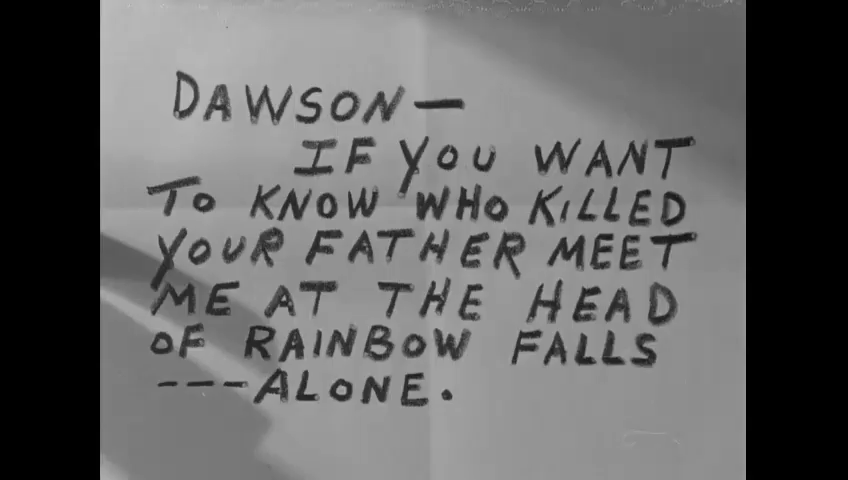 DAWSON —
IF YOU WANT
TO KNOW WHO KILLED
YOUR FATHER MEET
ME AT THE HEAD
OF RAINBOW FALLS
---ALONE.